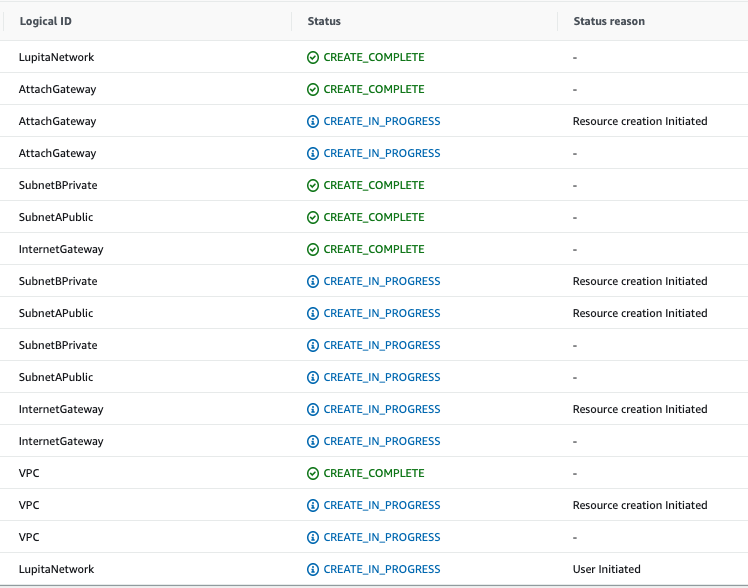 Logical ID Status Status reason
LupitaNetwork CREATE_COMPLETE -
AttachGateway CREATE_COMPLETE -
AttachGateway CREATE_IN_PROGRESS Resource creation Initiated
AttachGateway CREATE_IN_PROGRESS -
SubnetBPrivate CREATE_COMPLETE -
SubnetAPublic CREATE_COMPLETE -
InternetGateway CREATE_COMPLETE -
SubnetBPrivate CREATE_IN_PROGRESS Resource creation Initiated
SubnetAPublic CREATE_IN_PROGRESS Resource creation Initiated
SubnetBPrivate CREATE_IN_PROGRESS -
SubnetAPublic CREATE_IN_PROGRESS -
InternetGateway CREATE_IN_PROGRESS Resource creation Initiated
InternetGateway CREATE_IN_PROGRESS -
VPC CREATE_COMPLETE -
VPC CREATE_IN_PROGRESS Resource creation Initiated
VPC CREATE_IN_PROGRESS -
LupitaNetwork CREATE_IN_PROGRESS User Initiated